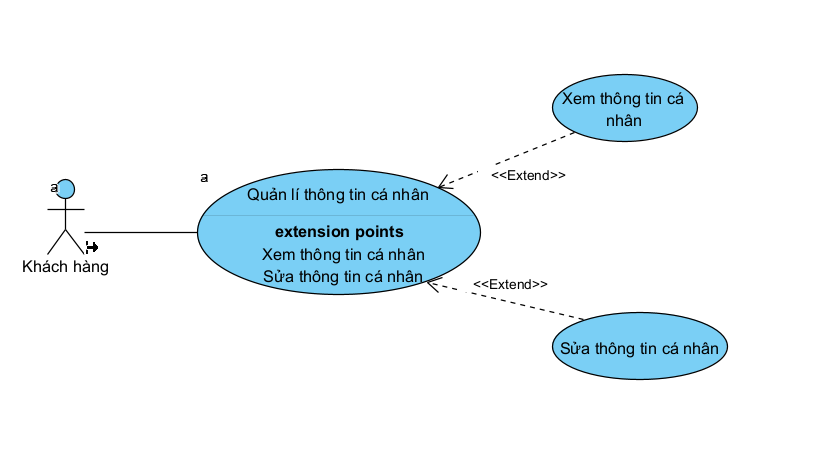 Xem thông tin cá
nhân
<<Extend>>
a
Quản lí thông tin cá nhân
extension points
Xem thông tin cá nhân
Sửa thông tin cá nhân
a
Khách hàng
<<Extend>>
Sửa thông tin cá nhân